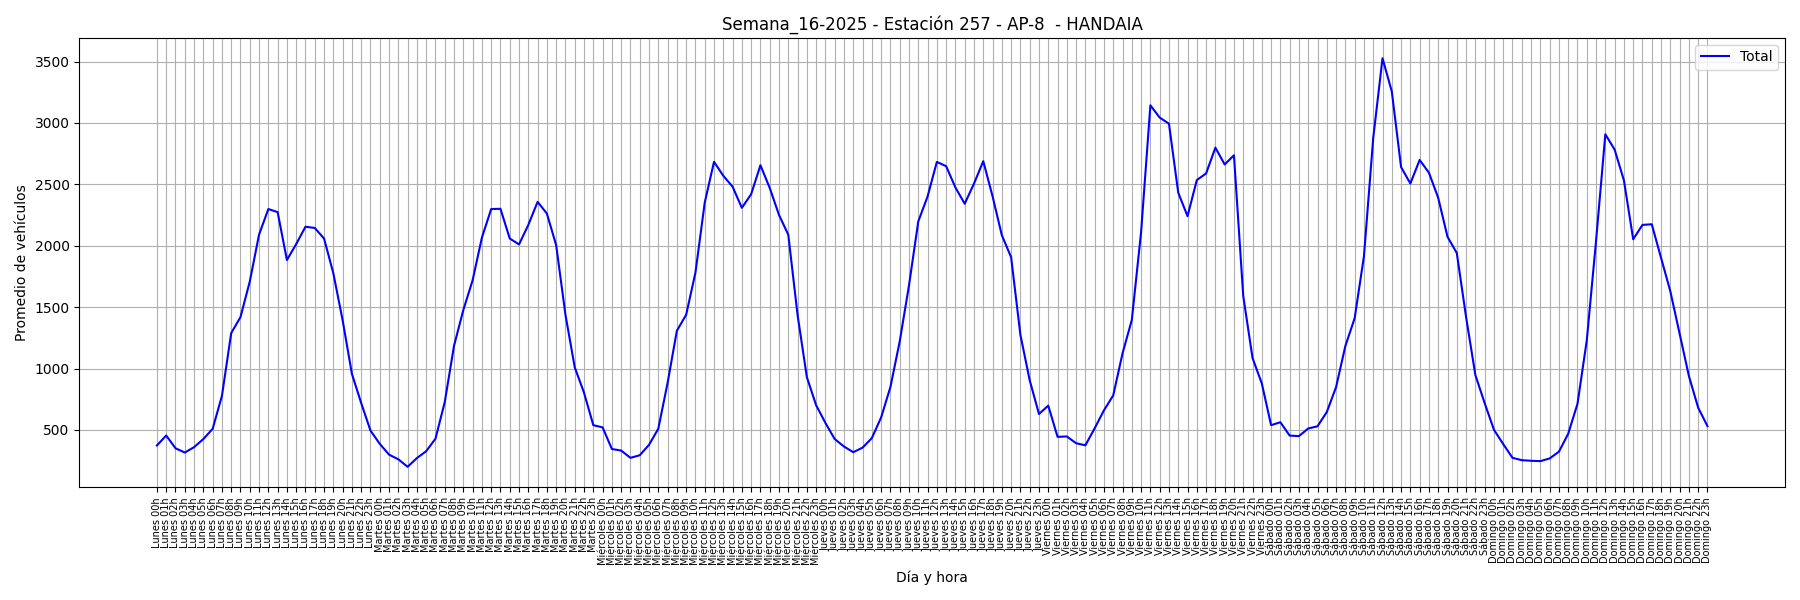 Semana_16-2025 - Estación 257 - AP-8 - HANDAIA
Total
Promedio de vehículos
3500
3000
2500
2000
1500
1000
500
Lunes 00h
Lunes 01h
Lunes 02h
Lunes 03h
Lunes 04h
Lunes 05h
Lunes 06h
Lunes 07h
Lunes 08h
Lunes 09h
Lunes 10h
Lunes 11h
Lunes 12h
Lunes 13h
Lunes 14h
Lunes 15h
Lunes 16h
Lunes 17h
Lunes 18h
Lunes 19h
Lunes 20h
Lunes 21h
Lunes 22h
Lunes 23h
Martes 00h
Martes 01h
Martes 02h
Martes 03h
Martes 04h
Martes 05h
Martes 06h
Martes 07h
Martes 08h
Martes 09h
Martes 10h
Martes 11h
Martes 12h
Martes 13h
Martes 14h
Martes 15h
Martes 16h
Martes 17h
Martes 18h
Martes 19h
Martes 20h
Martes 21h
Martes 22h
Martes 23h
Miércoles 00h
Miércoles 01h
Miércoles 02h
Miércoles 03h
Miércoles 04h
Miércoles 05h
Miércoles 06h
Miércoles 07h
Miércoles 08h
Miércoles 09h
Miércoles 10h
Miércoles 11h
Miércoles 12h
Miércoles 13h
Miércoles 14h
Miércoles 15h
Miércoles 16h
Miércoles 17h
Miércoles 18h
Miércoles 19h
Miércoles 20h
Miércoles 21h
Miércoles 22h
Miércoles 23h
Jueves 00h
Jueves 01h
Jueves 02h
Jueves 03h
Jueves 04h
Jueves 05h
Jueves 06h
Jueves 07h
Jueves 08h
Jueves 09h
Jueves 10h
Jueves 11h
Jueves 12h
Jueves 13h
Jueves 14h
Jueves 15h
Jueves 16h
Jueves 17h
Jueves 18h
Jueves 19h
Jueves 20h
Jueves 21h
Jueves 22h
Jueves 23h
Viernes 00h
Viernes 01h
Viernes 02h
Viernes 03h
Viernes 04h
Viernes 05h
Viernes 06h
Viernes 07h
Viernes 08h
Viernes 09h
Viernes 10h
Viernes 11h
Viernes 12h
Viernes 13h
Viernes 14h
Viernes 15h
Viernes 16h
Viernes 17h
Viernes 18h
Viernes 19h
Viernes 20h
Viernes 21h
Viernes 22h
Viernes 23h
Sábado 00h
Sábado 01h
Sábado 02h
Sábado 03h
Sábado 04h
Sábado 05h
Sábado 06h
Sábado 07h
Sábado 08h
Sábado 09h
Sábado 10h
Sábado 11h
Sábado 12h
Sábado 13h
Sábado 14h
Sábado 15h
Sábado 16h
Sábado 17h
Sábado 18h
Sábado 19h
Sábado 20h
Sábado 21h
Sábado 22h
Sábado 23h
Domingo 00h
Domingo 01h
Domingo 02h
Domingo 03h
Domingo 04h
Domingo 05h
Domingo 06h
Domingo 07h
Domingo 08h
Domingo 09h
Domingo 10h
Domingo 11h
Domingo 12h
Domingo 13h
Domingo 14h
Domingo 15h
Domingo 16h
Domingo 17h
Domingo 18h
Domingo 19h
Domingo 20h
Domingo 21h
Domingo 22h
Domingo 23h
Día y hora